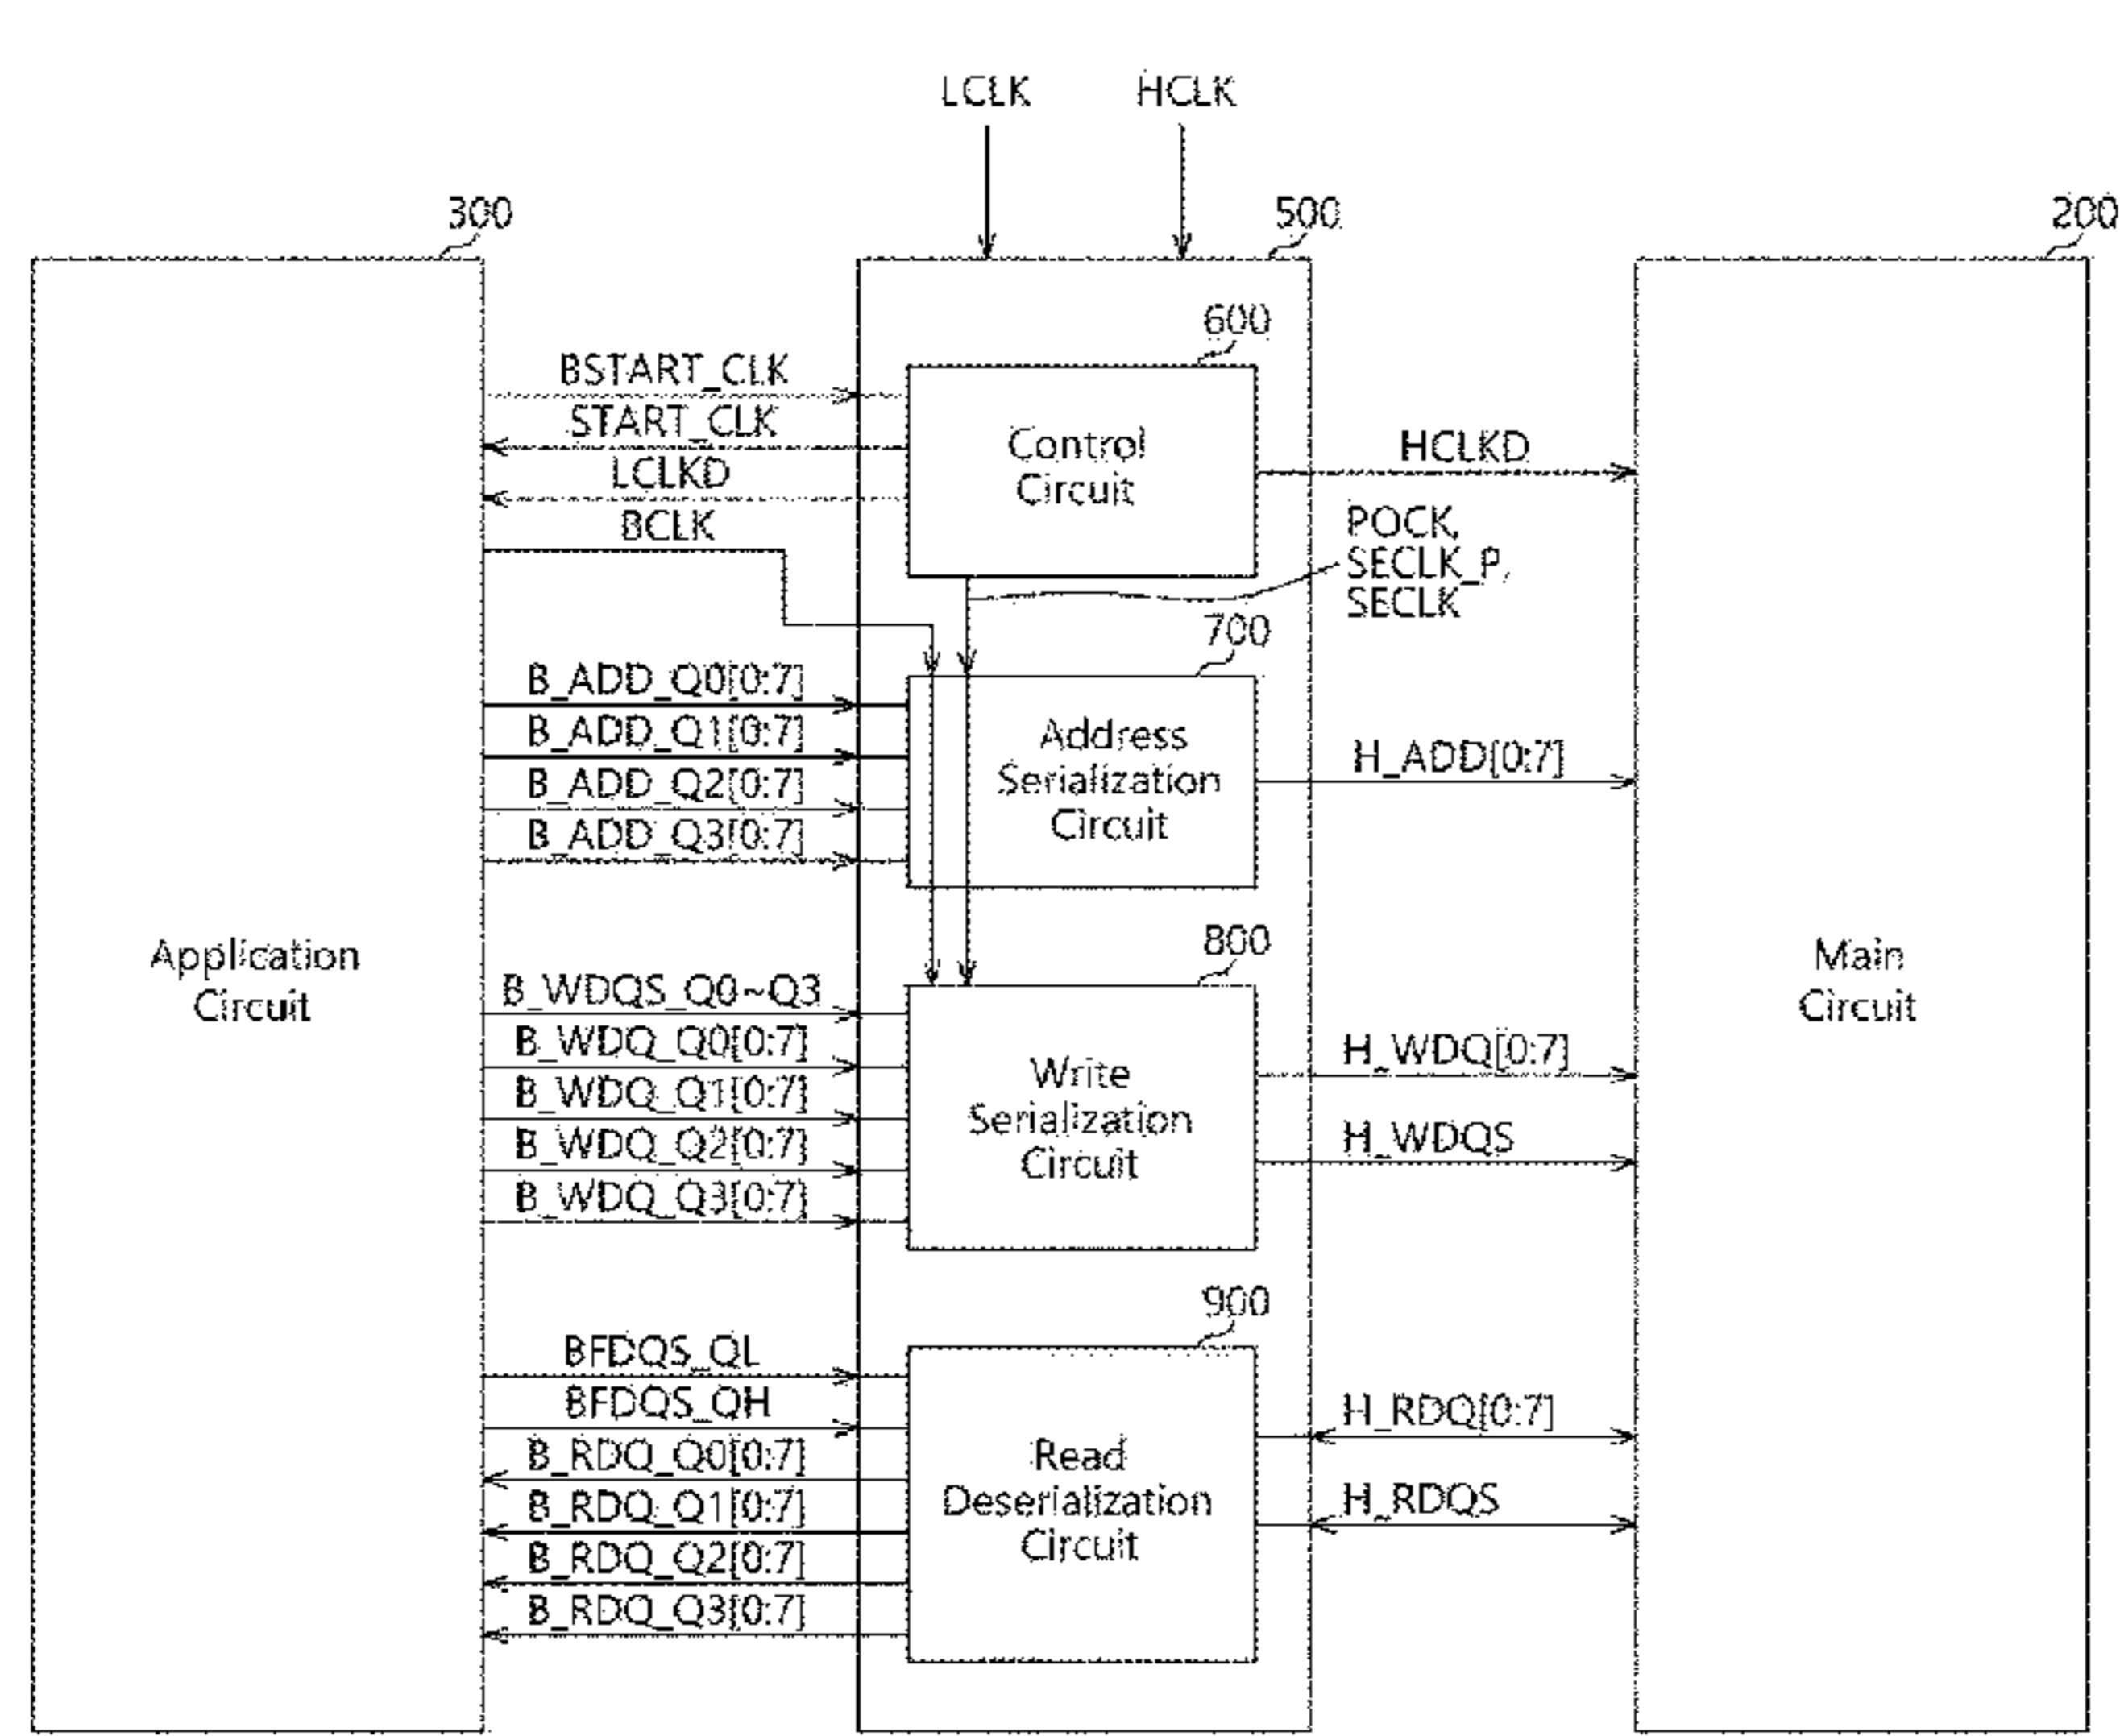 LCLK HCLK
300 500 200
600
BSTART_CLK
START_CLK
LCLKD
BCLK
Control
Circuit
HCLKD
POCK,
SECLK_P,
SECLK
700
B_ADD_Q0[0:7]
B_ADD_Q1[0:7]
B_ADD_Q2[0:7]
B_ADD_Q3[0:7]
Address
Serialization
Circuit
H_ADD[0:7]
Application
Circuit
800
B_WDQS_Q0~Q3
B_WDQ_Q0[0:7]
B_WDQ_Q1[0:7]
B_WDQ_Q2[0:7]
B_WDQ_Q3[0:7]
Write
Serialization
Circuit
H_WDQ[0:7]
H_WDQS
Main
Circuit
900
BFDQS_QL
BFDQS_QH
B_RDQ_Q0[0:7]
B_RDQ_Q1[0:7]
B_RDQ_Q2[0:7]
B_RDQ_Q3[0:7]
Read
Deserialization
Circuit
H_RDQ[0:7]
H_RDQS